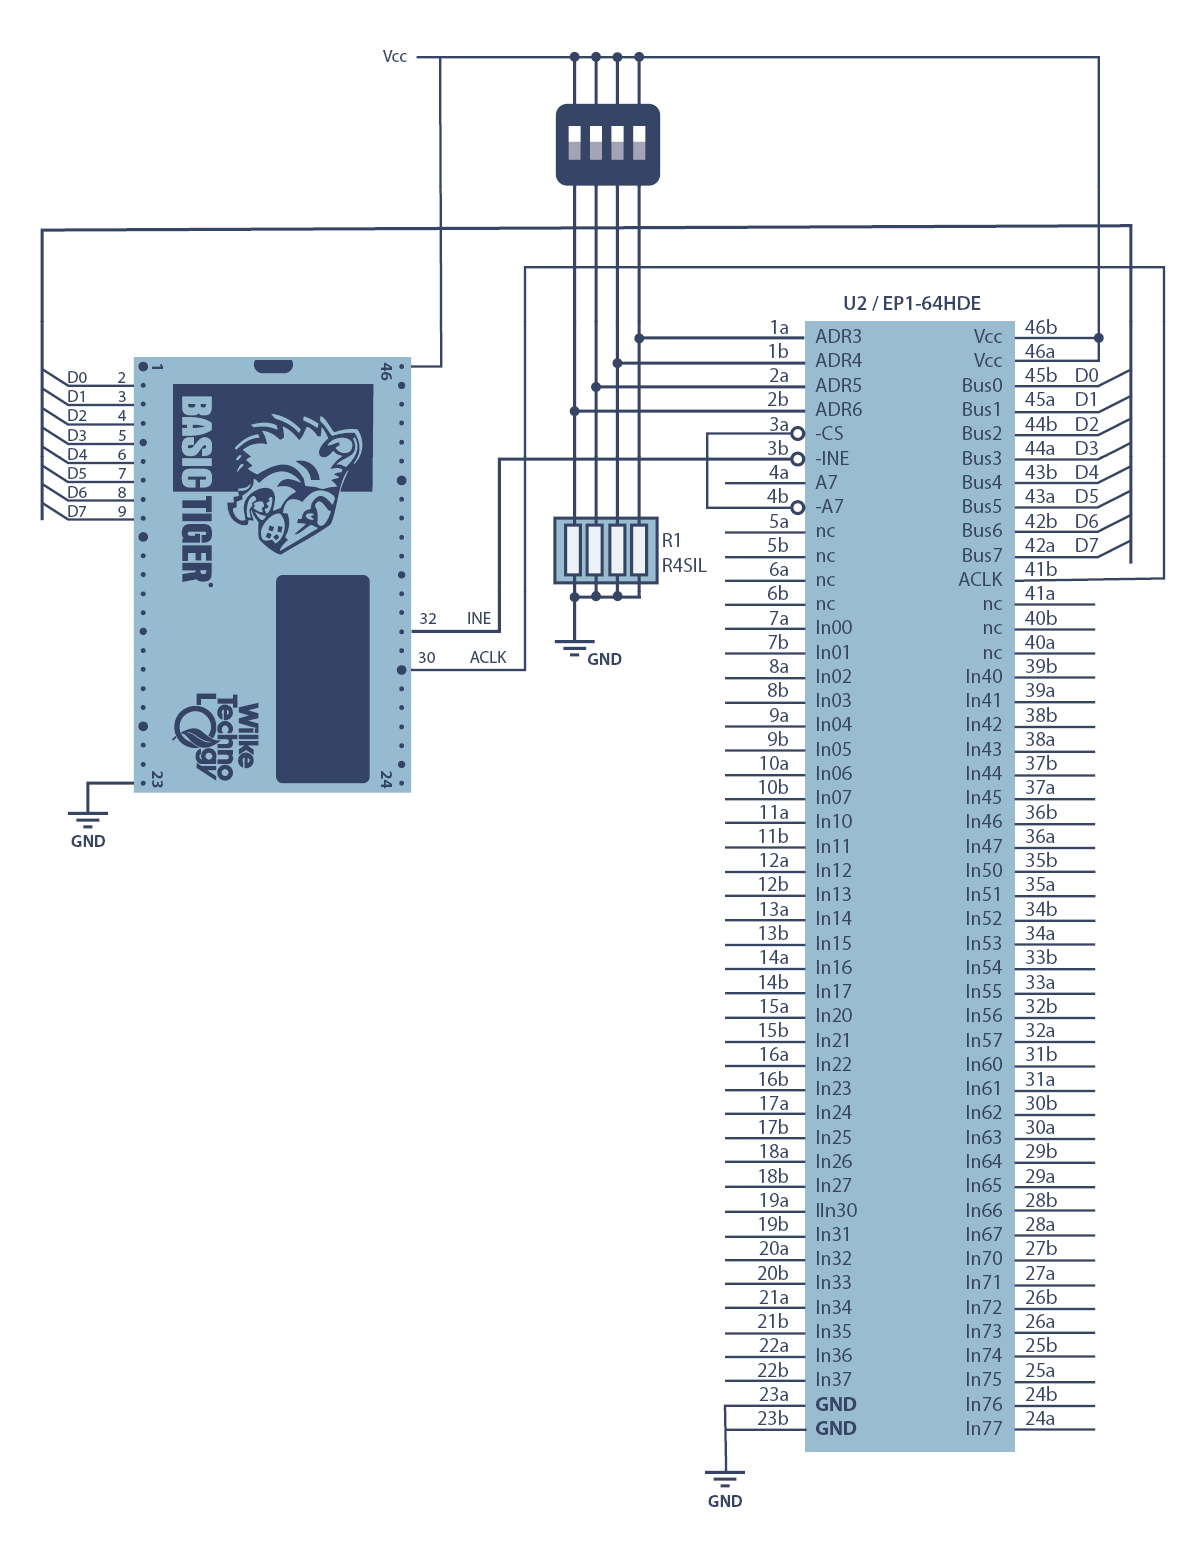 Vcc
U2 / EP1-64HDE
1a ADR3 Vcc 46b
1b ADR4 Vcc 46a
2a ADR5 Bus0 45b D0
2b ADR6 Bus1 45a D1
3a -CS Bus2 44b D2
3b -INE Bus3 44a D3
4a A7 Bus4 43b D4
4b -A7 Bus5 43a D5
5a nc Bus6 42b D6
5b nc Bus7 42a D7
6a nc ACLK 41b
6b nc nc 41a
7a In00 nc 40b
7b In01 nc 40a
8a In02 In40 39b
8b In03 In41 39a
9a In04 In42 38b
9b In05 In43 38a
10a In06 In44 37b
10b In07 In45 37a
11a In10 In46 36b
11b In11 In47 36a
12a In12 In50 35b
12b In13 In51 35a
13a In14 In52 34b
13b In15 In53 34a
14a In16 In54 33b
14b In17 In55 33a
15a In20 In56 32b
15b In21 In57 32a
16a In22 In60 31b
16b In23 In61 31a
17a In24 In62 30b
17b In25 In63 30a
18a In26 In64 29b
18b In27 In65 29a
19a IIn30 In66 28b
19b In31 In67 28a
20a In32 In70 27b
20b In33 In71 27a
21a In34 In72 26b
21b In35 In73 26a
22a In36 In74 25b
22b In37 In75 25a
23a GND In76 24b
23b GND In77 24a
GND
1 46
D0 2
D1 3
D2 4
D3 5
D4 6
D5 7
D6 8
D7 9
BASIC TIGER
R1
R4SIL
GND
32 INE
30 ACLK
Wilke
Techno
LOgy
23 24
GND